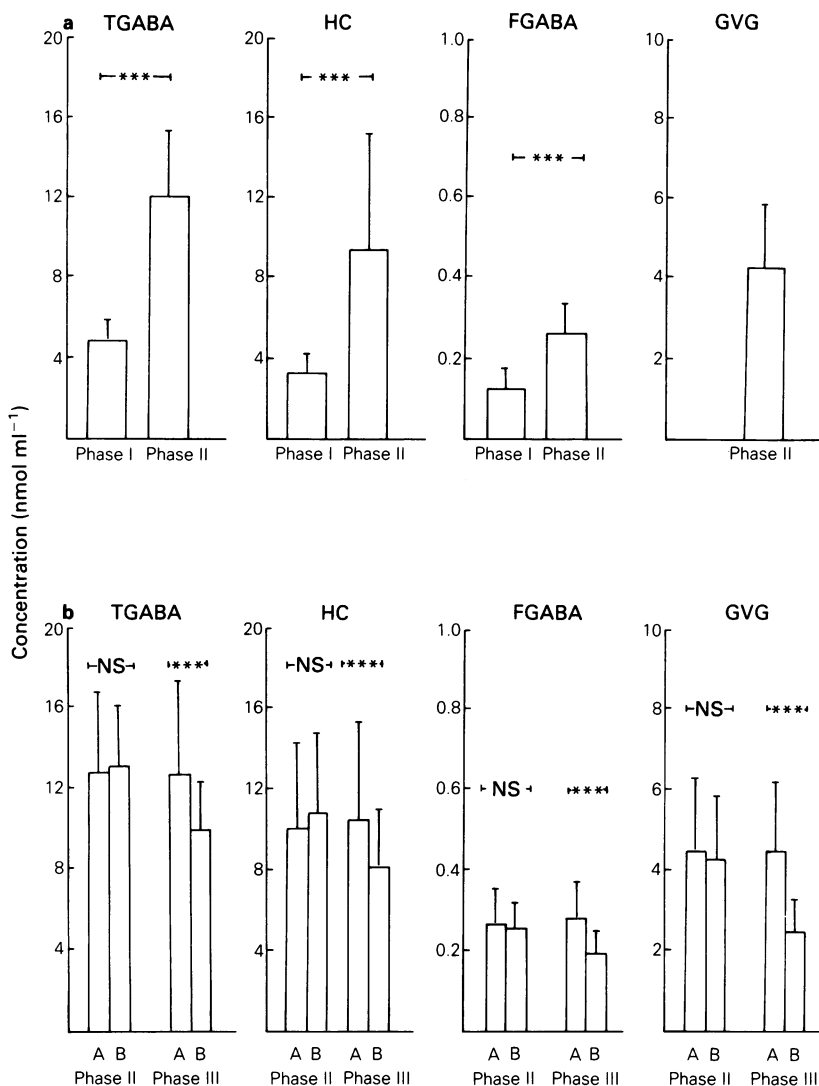 Concentration (nmol ml⁻¹)
a
TGABA HC FGABA GVG
20 20 1.0 10
⊢ *** ⊣ ⊢ *** ⊣
16 16 0.8 8
⊢ *** ⊣
12 12 0.6 6
8 8 0.4 4
4 4 0.2 2
Phase I Phase II Phase I Phase II Phase I Phase II Phase II
b
TGABA HC FGABA GVG
20 20 1.0 10
⊢NS⊣ ⊢***⊣ ⊢NS⊣ ⊢***⊣
16 16 0.8 8 ⊢NS⊣ ⊢***⊣
12 12 0.6 ⊢NS⊣ ⊢***⊣ 6
8 8 0.4 4
4 4 0.2 2
A B A B A B A B A B A B A B A B
Phase II Phase III Phase II Phase III Phase II Phase III Phase II Phase III